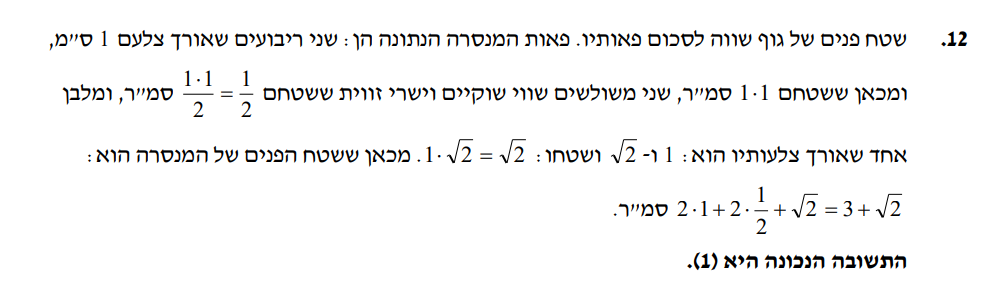 12. שטח פנים של גוף שווה לסכום פאותיו. פאות המנסרה הנתונה הן: שני ריבועים שאורך צלעם 1 ס״מ,
ומכאן ששטחם 1·1 סמ״ר, שני משולשים שווי שוקיים וישרי זווית ששטחם $\frac{1 \cdot 1}{2} = \frac{1}{2}$ סמ״ר, ומלבן
אחד שאורך צלעותיו הוא: 1 ו- $\sqrt{2}$ ושטחו: $1 \cdot \sqrt{2} = \sqrt{2}$. מכאן ששטח הפנים של המנסרה הוא:
$2 \cdot 1 + 2 \cdot \frac{1}{2} + \sqrt{2} = 3 + \sqrt{2}$ סמ״ר.
התשובה הנכונה היא (1).